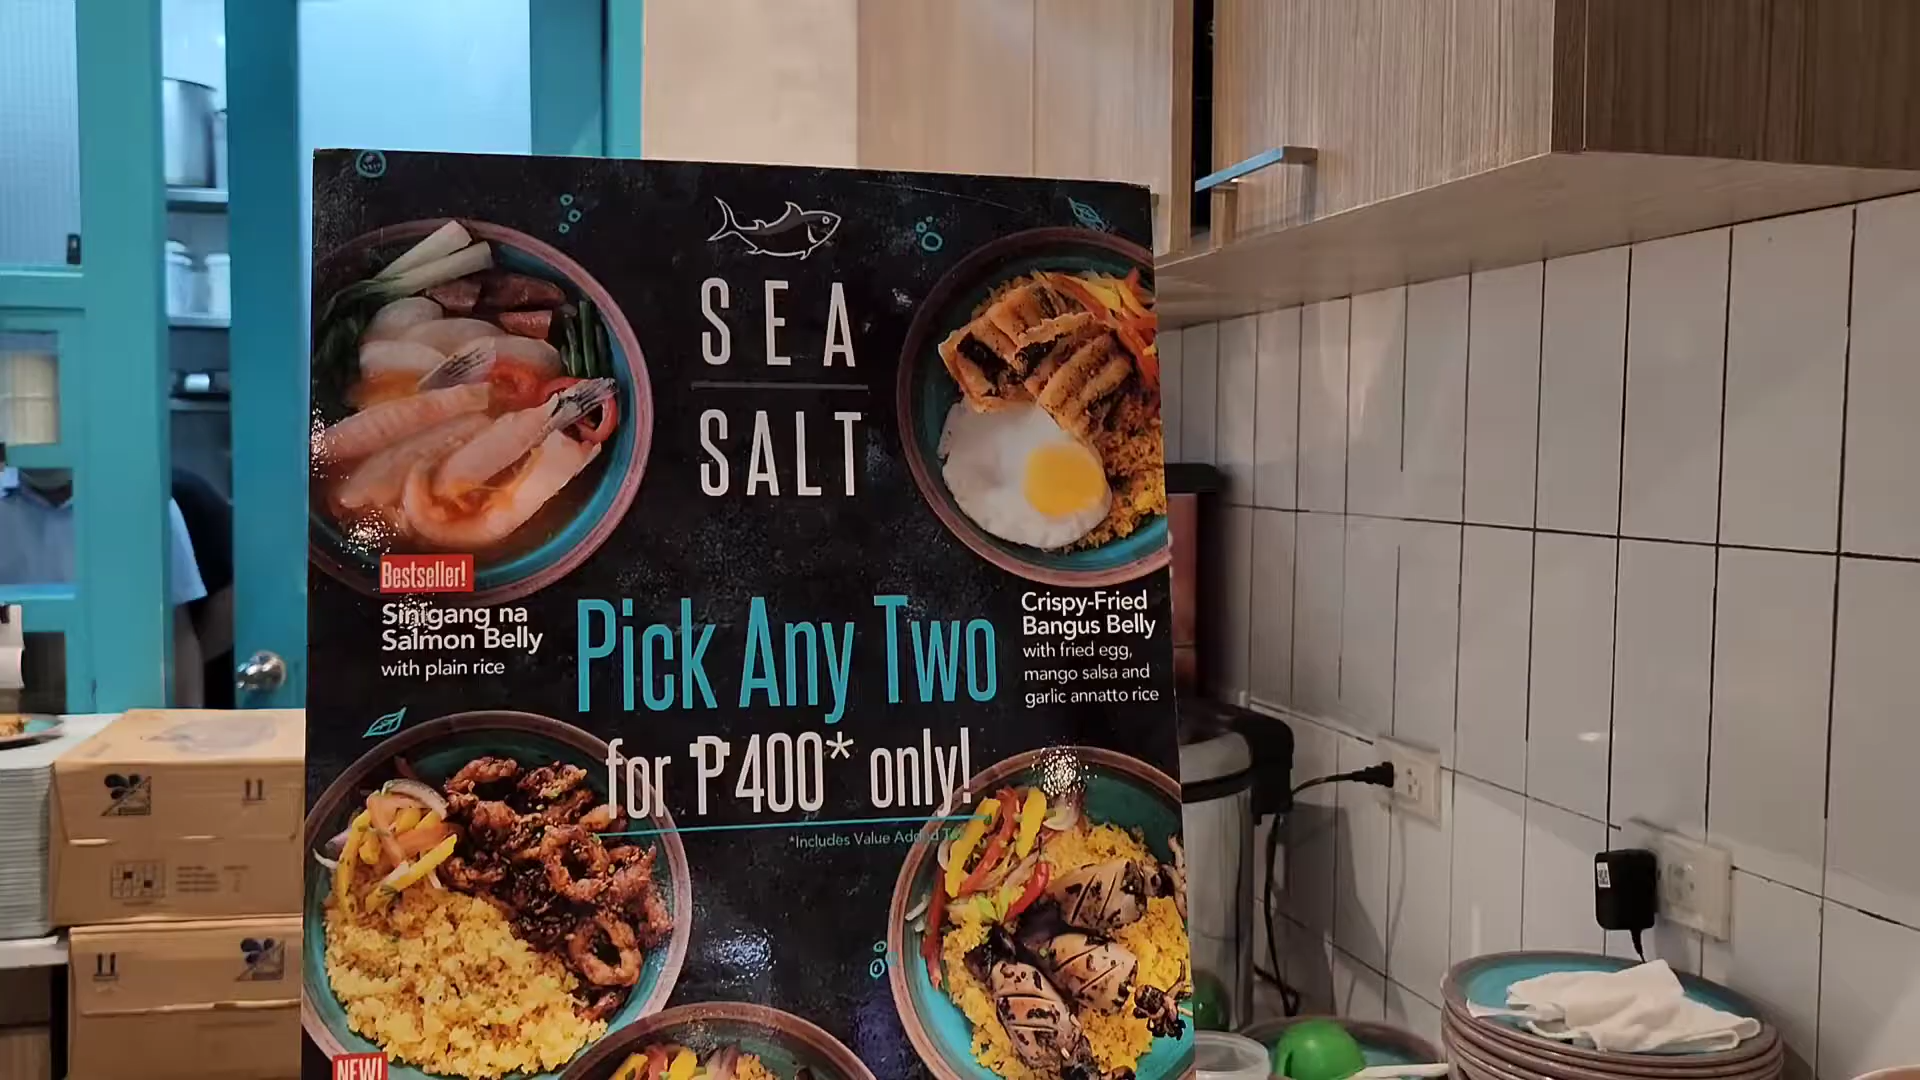 SEA
SALT
Bestseller!
Sinigang na
Salmon Belly
with plain rice
Pick Any Two
for ₱400* only!
*Includes Value Added
Crispy-Fried
Bangus Belly
with fried egg,
mango salsa and
garlic annatto rice
NEW!